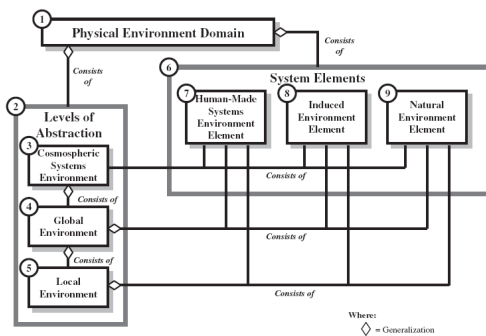 1
Physical Environment Domain
Consists
of
Consists
of
6
System Elements
2
Levels of
Abstraction
7
Human-Made
Systems
Environment
Element
8
Induced
Environment
Element
9
Natural
Environment
Element
3
Cosmospheric
Systems
Environment
Consists of
Consists of
4
Global
Environment
Consists of
Consists of
5
Local
Environment
Consists of
Where:
= Generalization